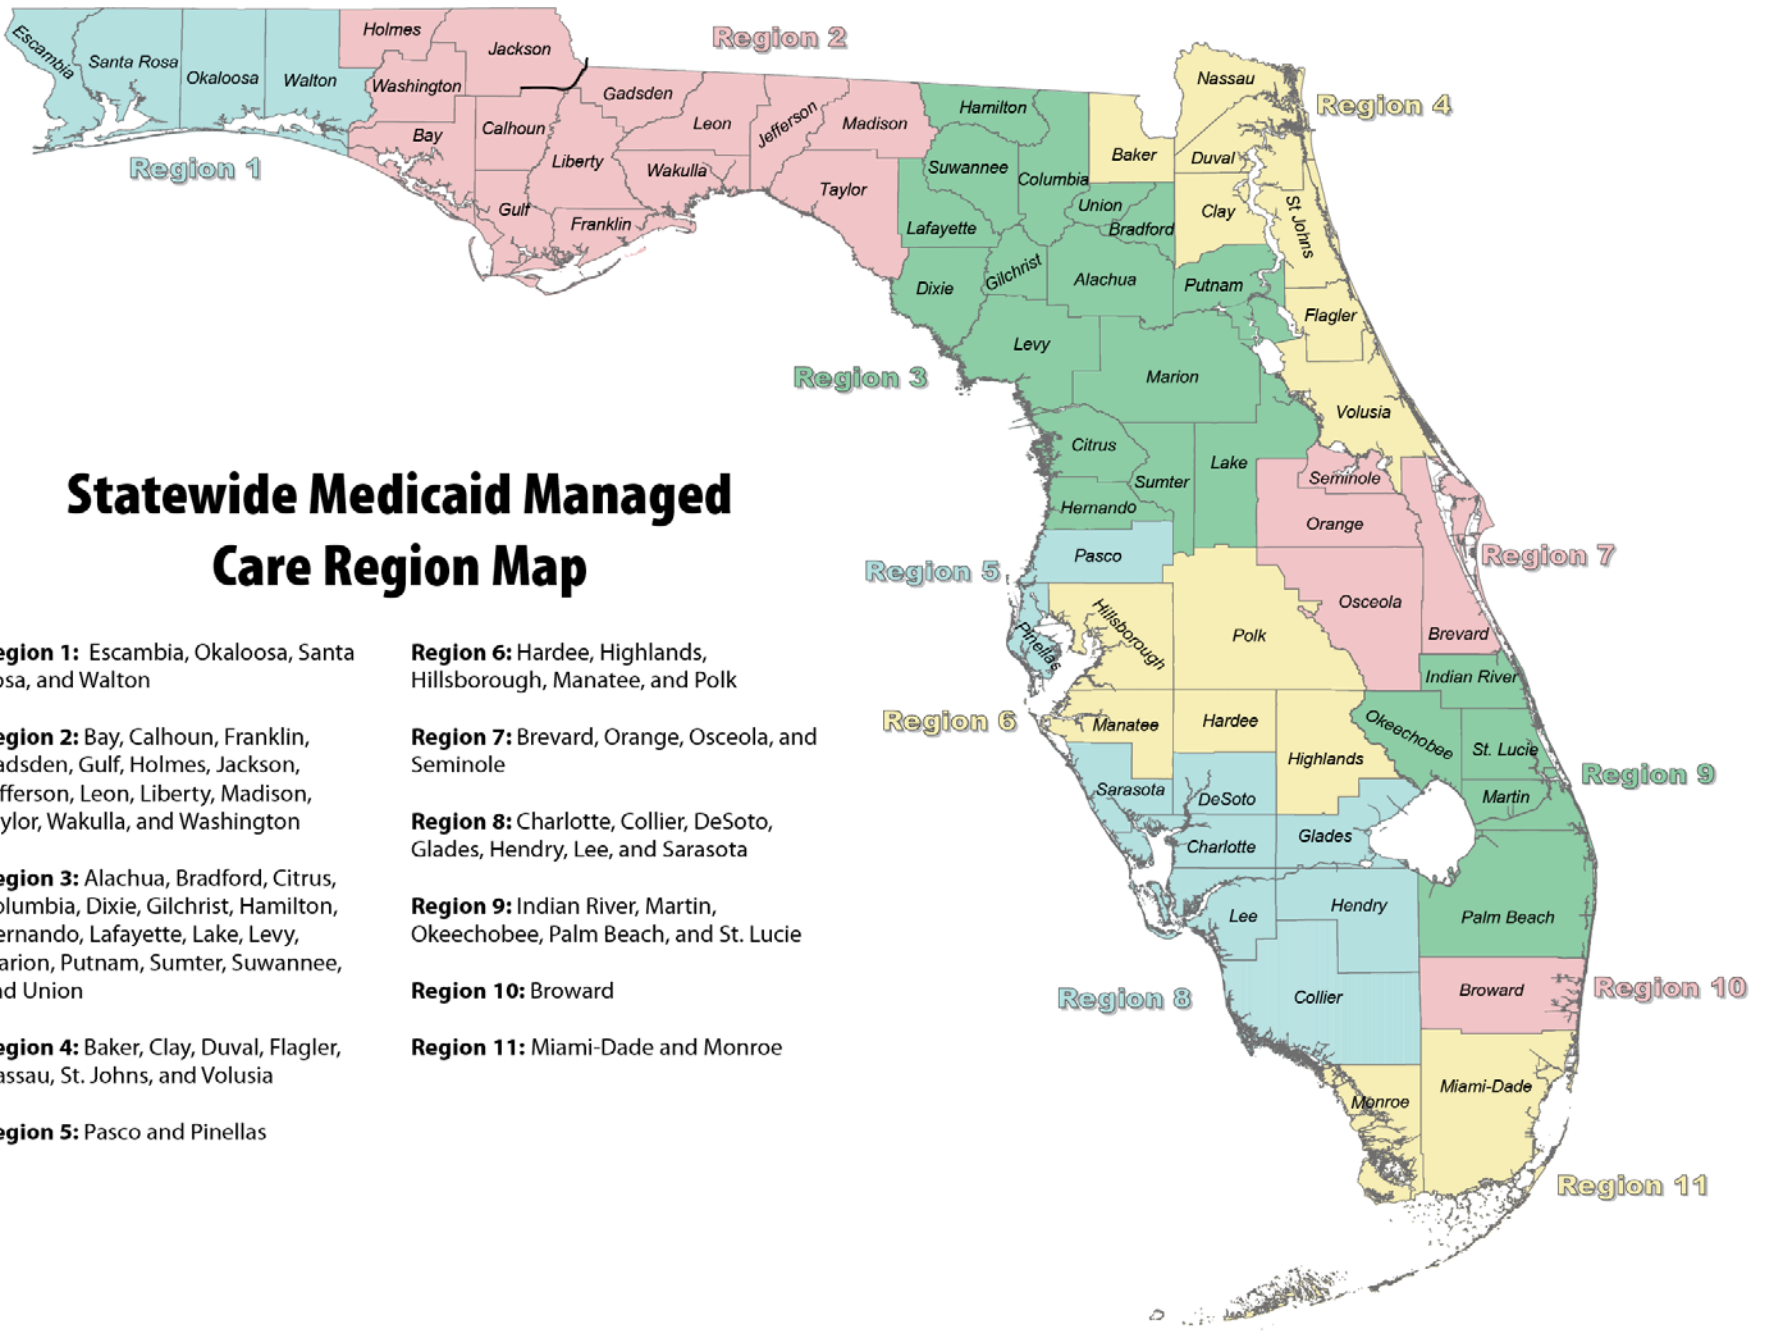 Escambia
Santa Rosa
Okaloosa
Walton
Holmes
Jackson
Washington
Bay
Calhoun
Gulf
Liberty
Gadsden
Franklin
Leon
Wakulla
Jefferson
Madison
Taylor
Region 1
Region 2
Hamilton
Suwannee
Columbia
Lafayette
Union
Bradford
Dixie
Gilchrist
Alachua
Putnam
Levy
Marion
Citrus
Sumter
Lake
Hernando
Region 3
Nassau
Baker
Duval
Clay
St Johns
Flagler
Volusia
Region 4
Pasco
Pinellas
Region 5
Hillsborough
Polk
Manatee
Hardee
Highlands
Region 6
Seminole
Orange
Osceola
Brevard
Region 7
Sarasota
DeSoto
Charlotte
Glades
Lee
Hendry
Collier
Region 8
Indian River
Okeechobee
St. Lucie
Martin
Palm Beach
Region 9
Broward
Region 10
Miami-Dade
Monroe
Region 11
Statewide Medicaid Managed
Care Region Map
egion 1: Escambia, Okaloosa, Santa
osa, and Walton
egion 2: Bay, Calhoun, Franklin,
adsden, Gulf, Holmes, Jackson,
fferson, Leon, Liberty, Madison,
ylor, Wakulla, and Washington
egion 3: Alachua, Bradford, Citrus,
olumbia, Dixie, Gilchrist, Hamilton,
ernando, Lafayette, Lake, Levy,
arion, Putnam, Sumter, Suwannee,
nd Union
egion 4: Baker, Clay, Duval, Flagler,
assau, St. Johns, and Volusia
egion 5: Pasco and Pinellas
Region 6: Hardee, Highlands,
Hillsborough, Manatee, and Polk
Region 7: Brevard, Orange, Osceola, and
Seminole
Region 8: Charlotte, Collier, DeSoto,
Glades, Hendry, Lee, and Sarasota
Region 9: Indian River, Martin,
Okeechobee, Palm Beach, and St. Lucie
Region 10: Broward
Region 11: Miami-Dade and Monroe